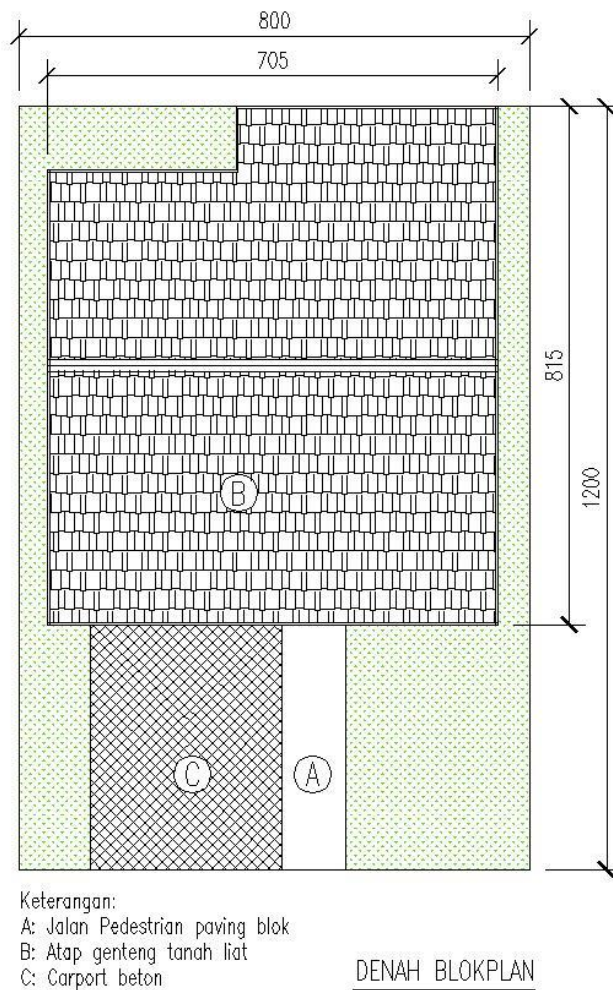 800
705
815
1200
B
C
A
Keterangan:
A: Jalan Pedestrian paving blok
B: Atap genteng tanah liat
C: Carport beton
DENAH BLOKPLAN